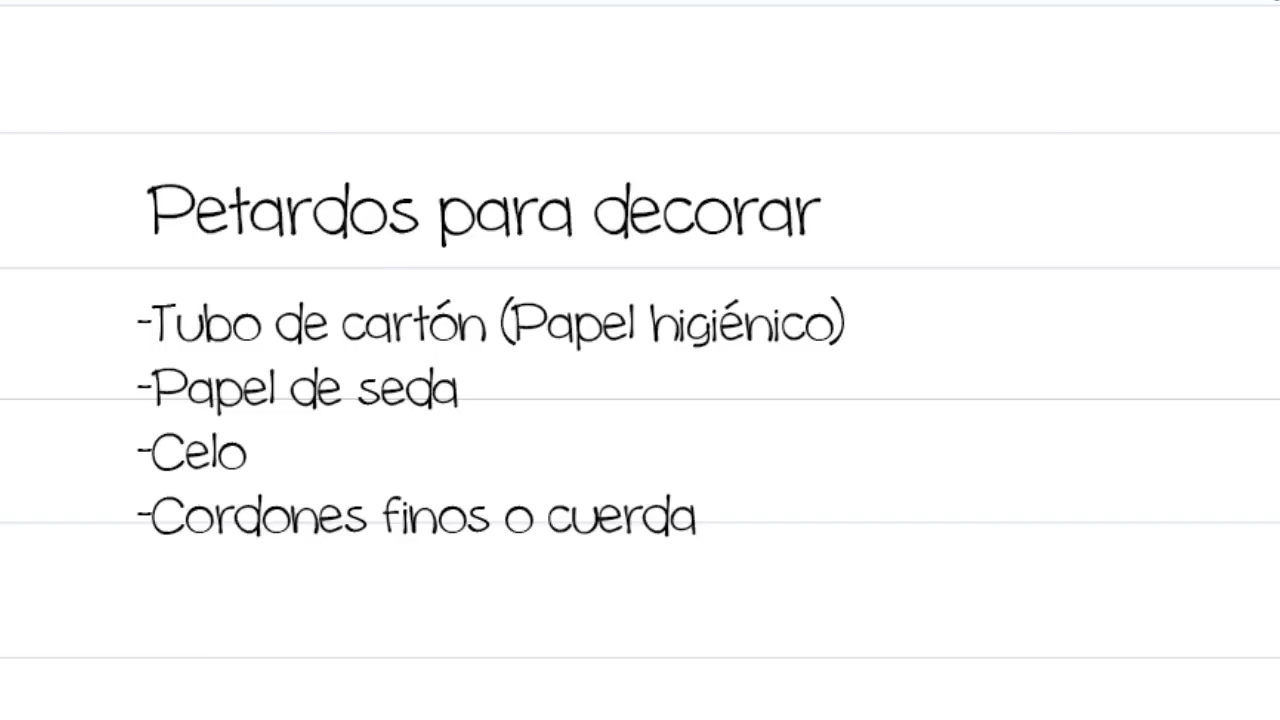 Petardos para decorar
-Tubo de cartón (Papel higiénico)
-Papel de seda
-Celo
-Cordones finos o cuerda